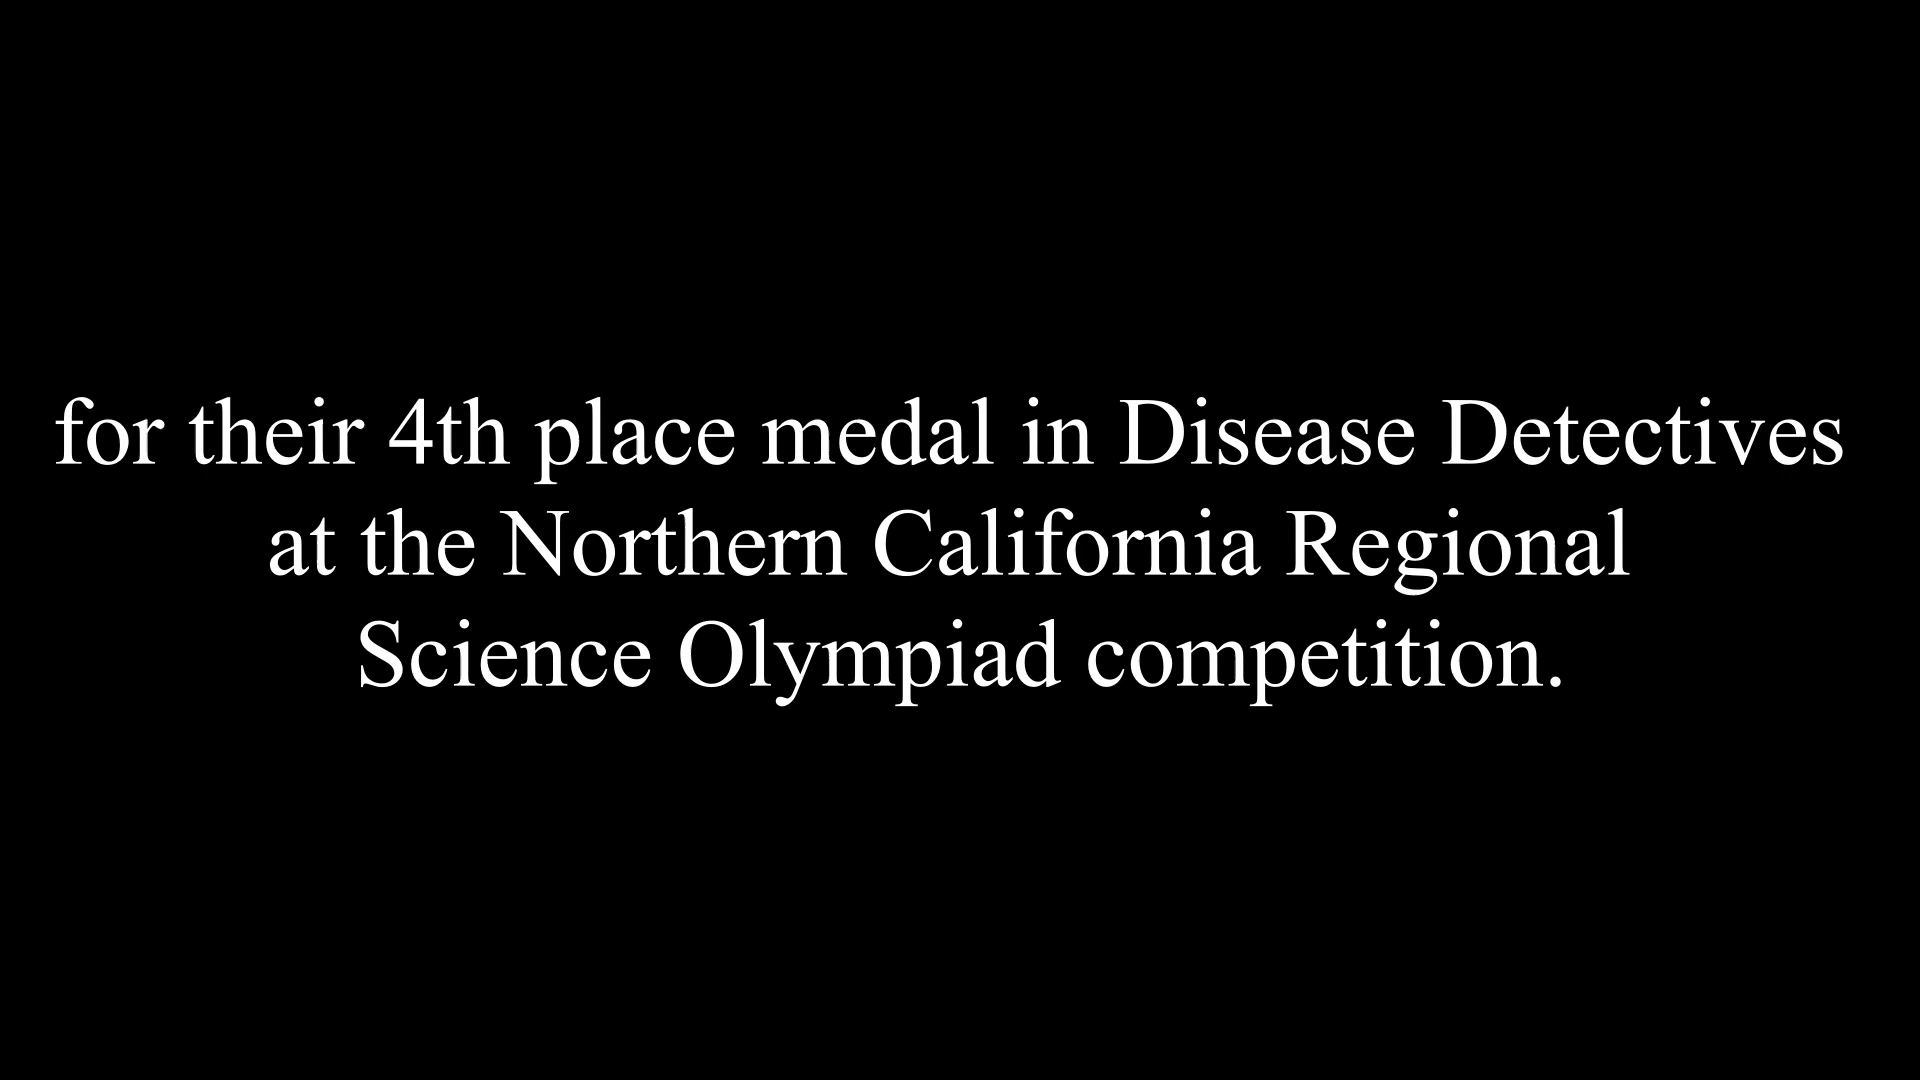 for their 4th place medal in Disease Detectives
at the Northern California Regional
Science Olympiad competition.